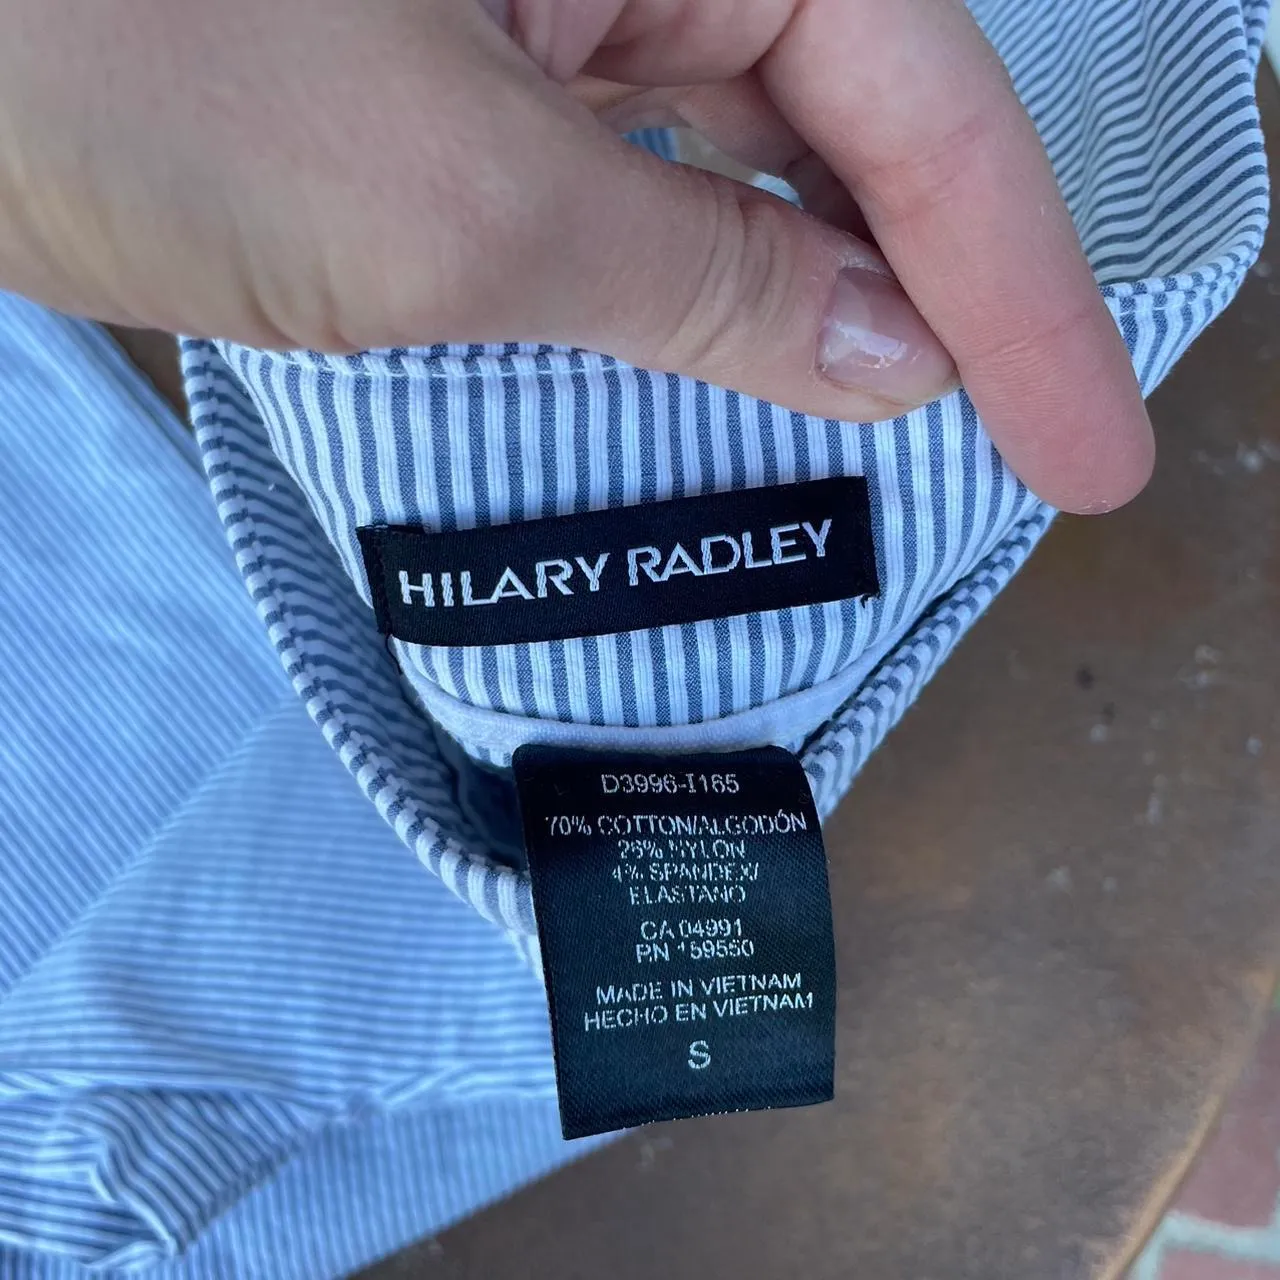 HILARY RADLEY
D3996-I165
70% COTTON/ALGODÓN
26% NYLON
4% SPANDEX/
ELASTANO
CA 04991
RN 159550
MADE IN VIETNAM
HECHO EN VIETNAM
S